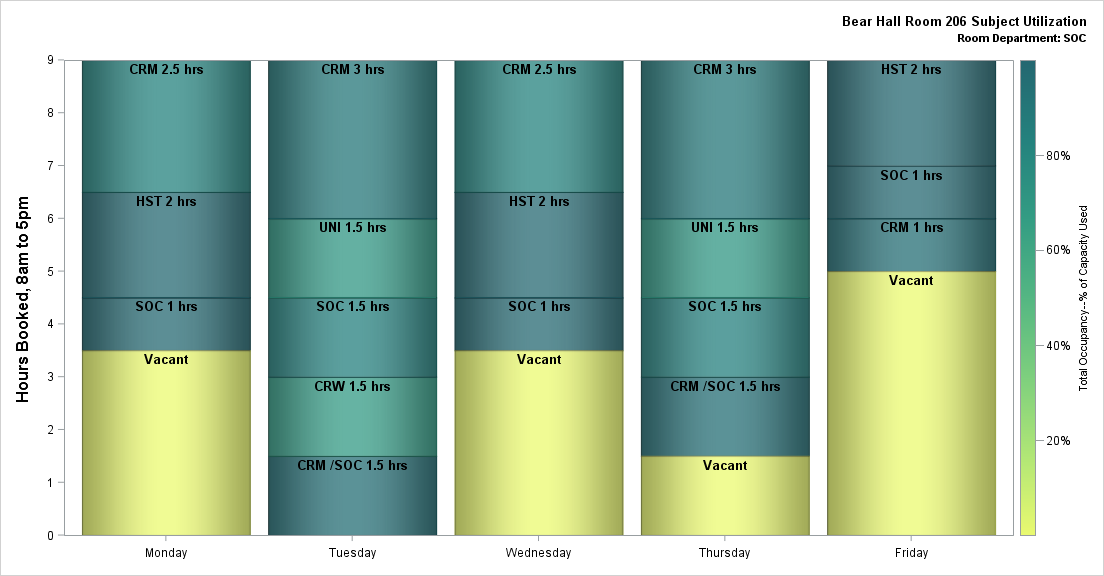 Bear Hall Room 206 Subject Utilization
Room Department: SOC
Hours Booked, 8am to 5pm
9
8
7
6
5
4
3
2
1
0
CRM 2.5 hrs
HST 2 hrs
SOC 1 hrs
Vacant
Monday
CRM 3 hrs
UNI 1.5 hrs
SOC 1.5 hrs
CRW 1.5 hrs
CRM /SOC 1.5 hrs
Tuesday
CRM 2.5 hrs
HST 2 hrs
SOC 1 hrs
Vacant
Wednesday
CRM 3 hrs
UNI 1.5 hrs
SOC 1.5 hrs
CRM /SOC 1.5 hrs
Vacant
Thursday
HST 2 hrs
SOC 1 hrs
CRM 1 hrs
Vacant
Friday
80%
60%
40%
20%
Total Occupancy--% of Capacity Used